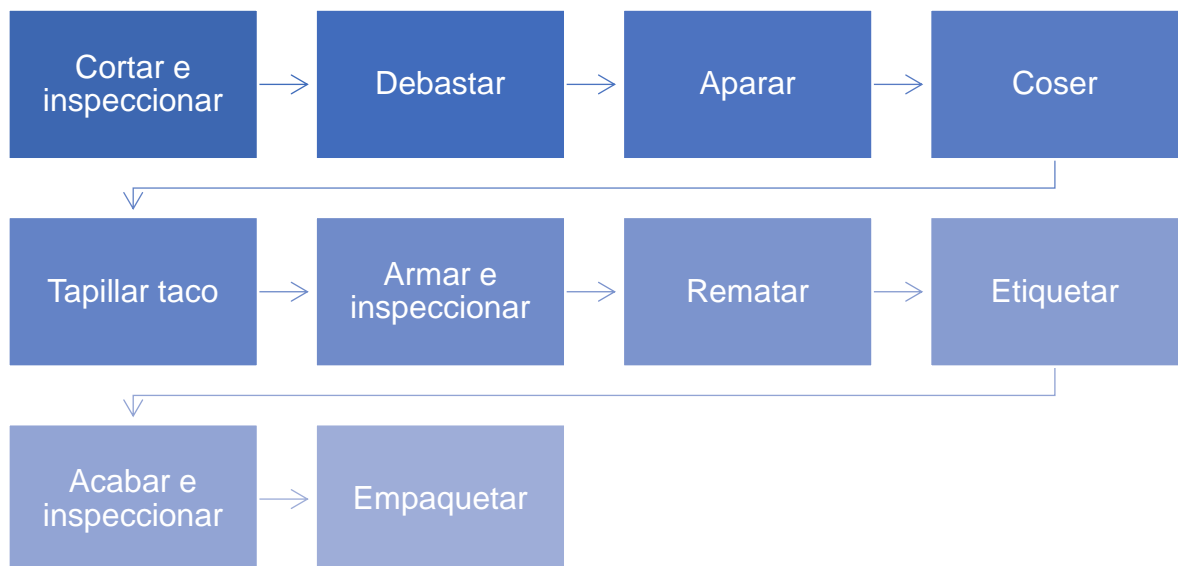 Cortar e
inspeccionar
Debastar
Aparar
Coser
Tapillar taco
Armar e
inspeccionar
Rematar
Etiquetar
Acabar e
inspeccionar
Empaquetar